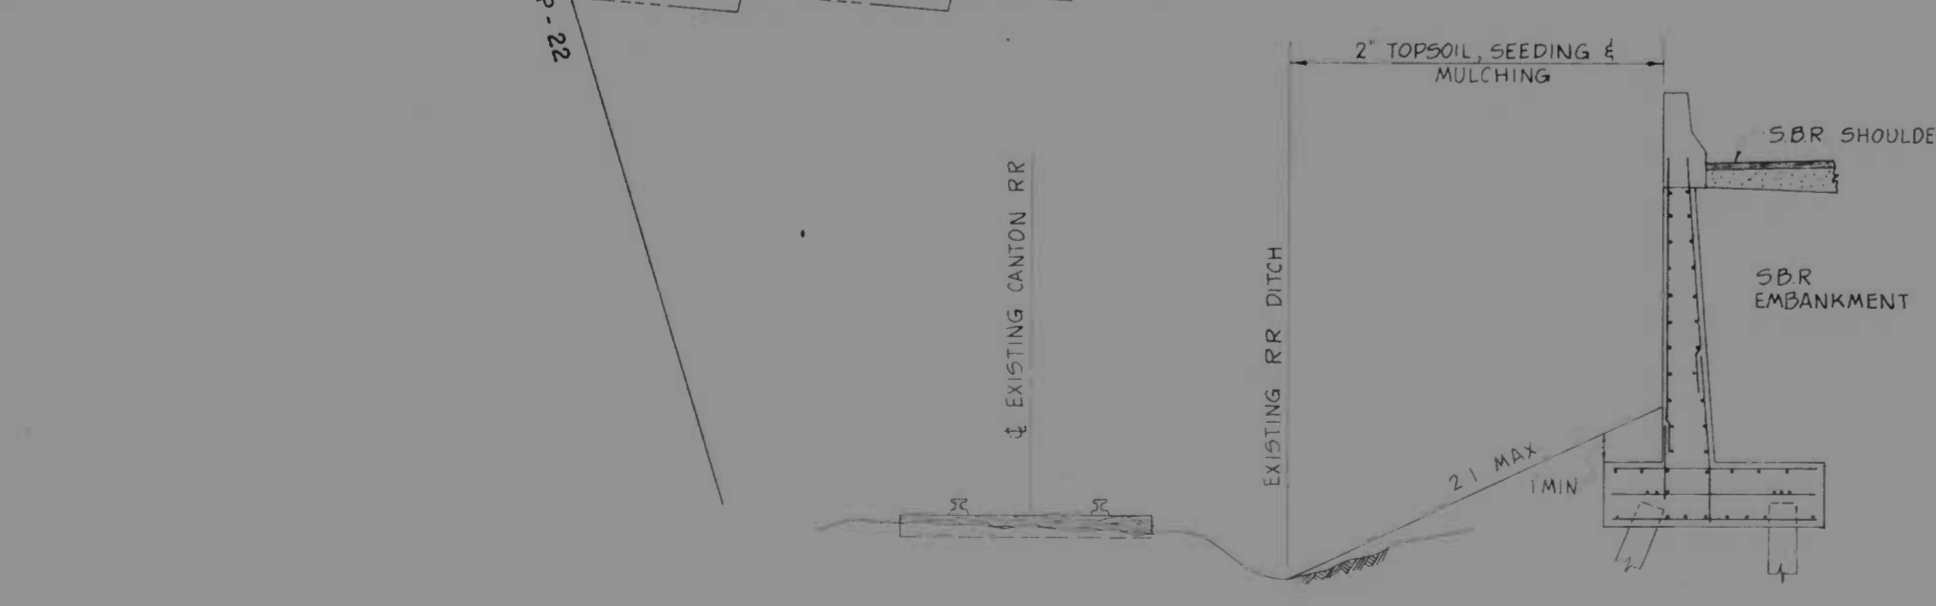 P-22
2" TOPSOIL, SEEDING &
MULCHING
S.B.R SHOULDE
℄ EXISTING CANTON RR
EXISTING RR DITCH
S.B.R
EMBANKMENT
2 1 MAX
1 MIN